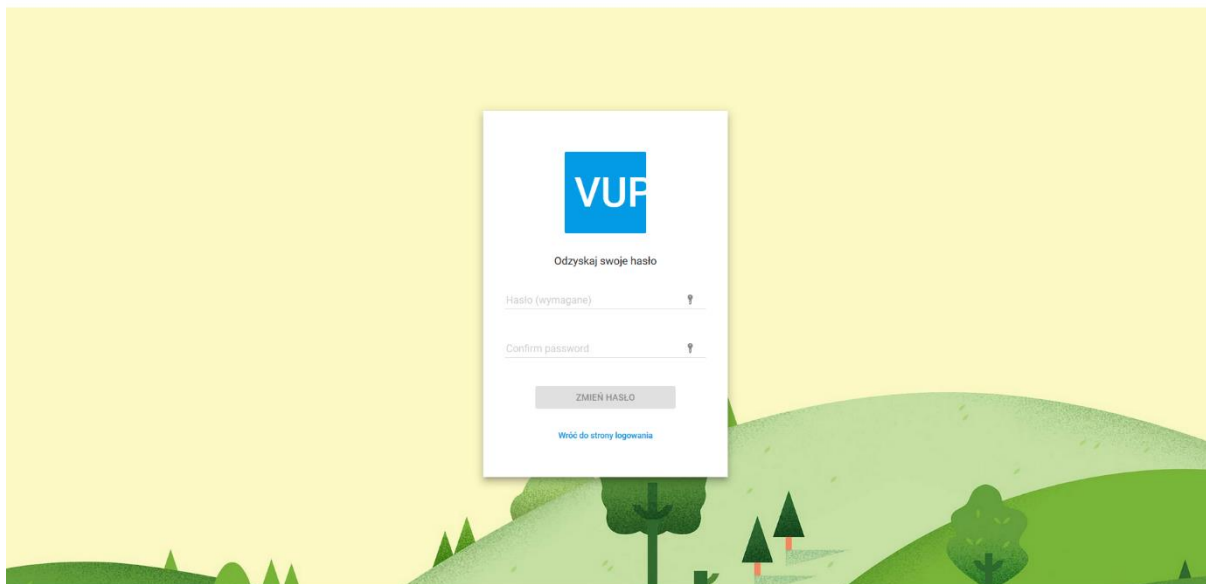 VUP
Odzyskaj swoje hasło
Hasło (wymagane)
Confirm password
ZMIEŃ HASŁO
Wróć do strony logowania